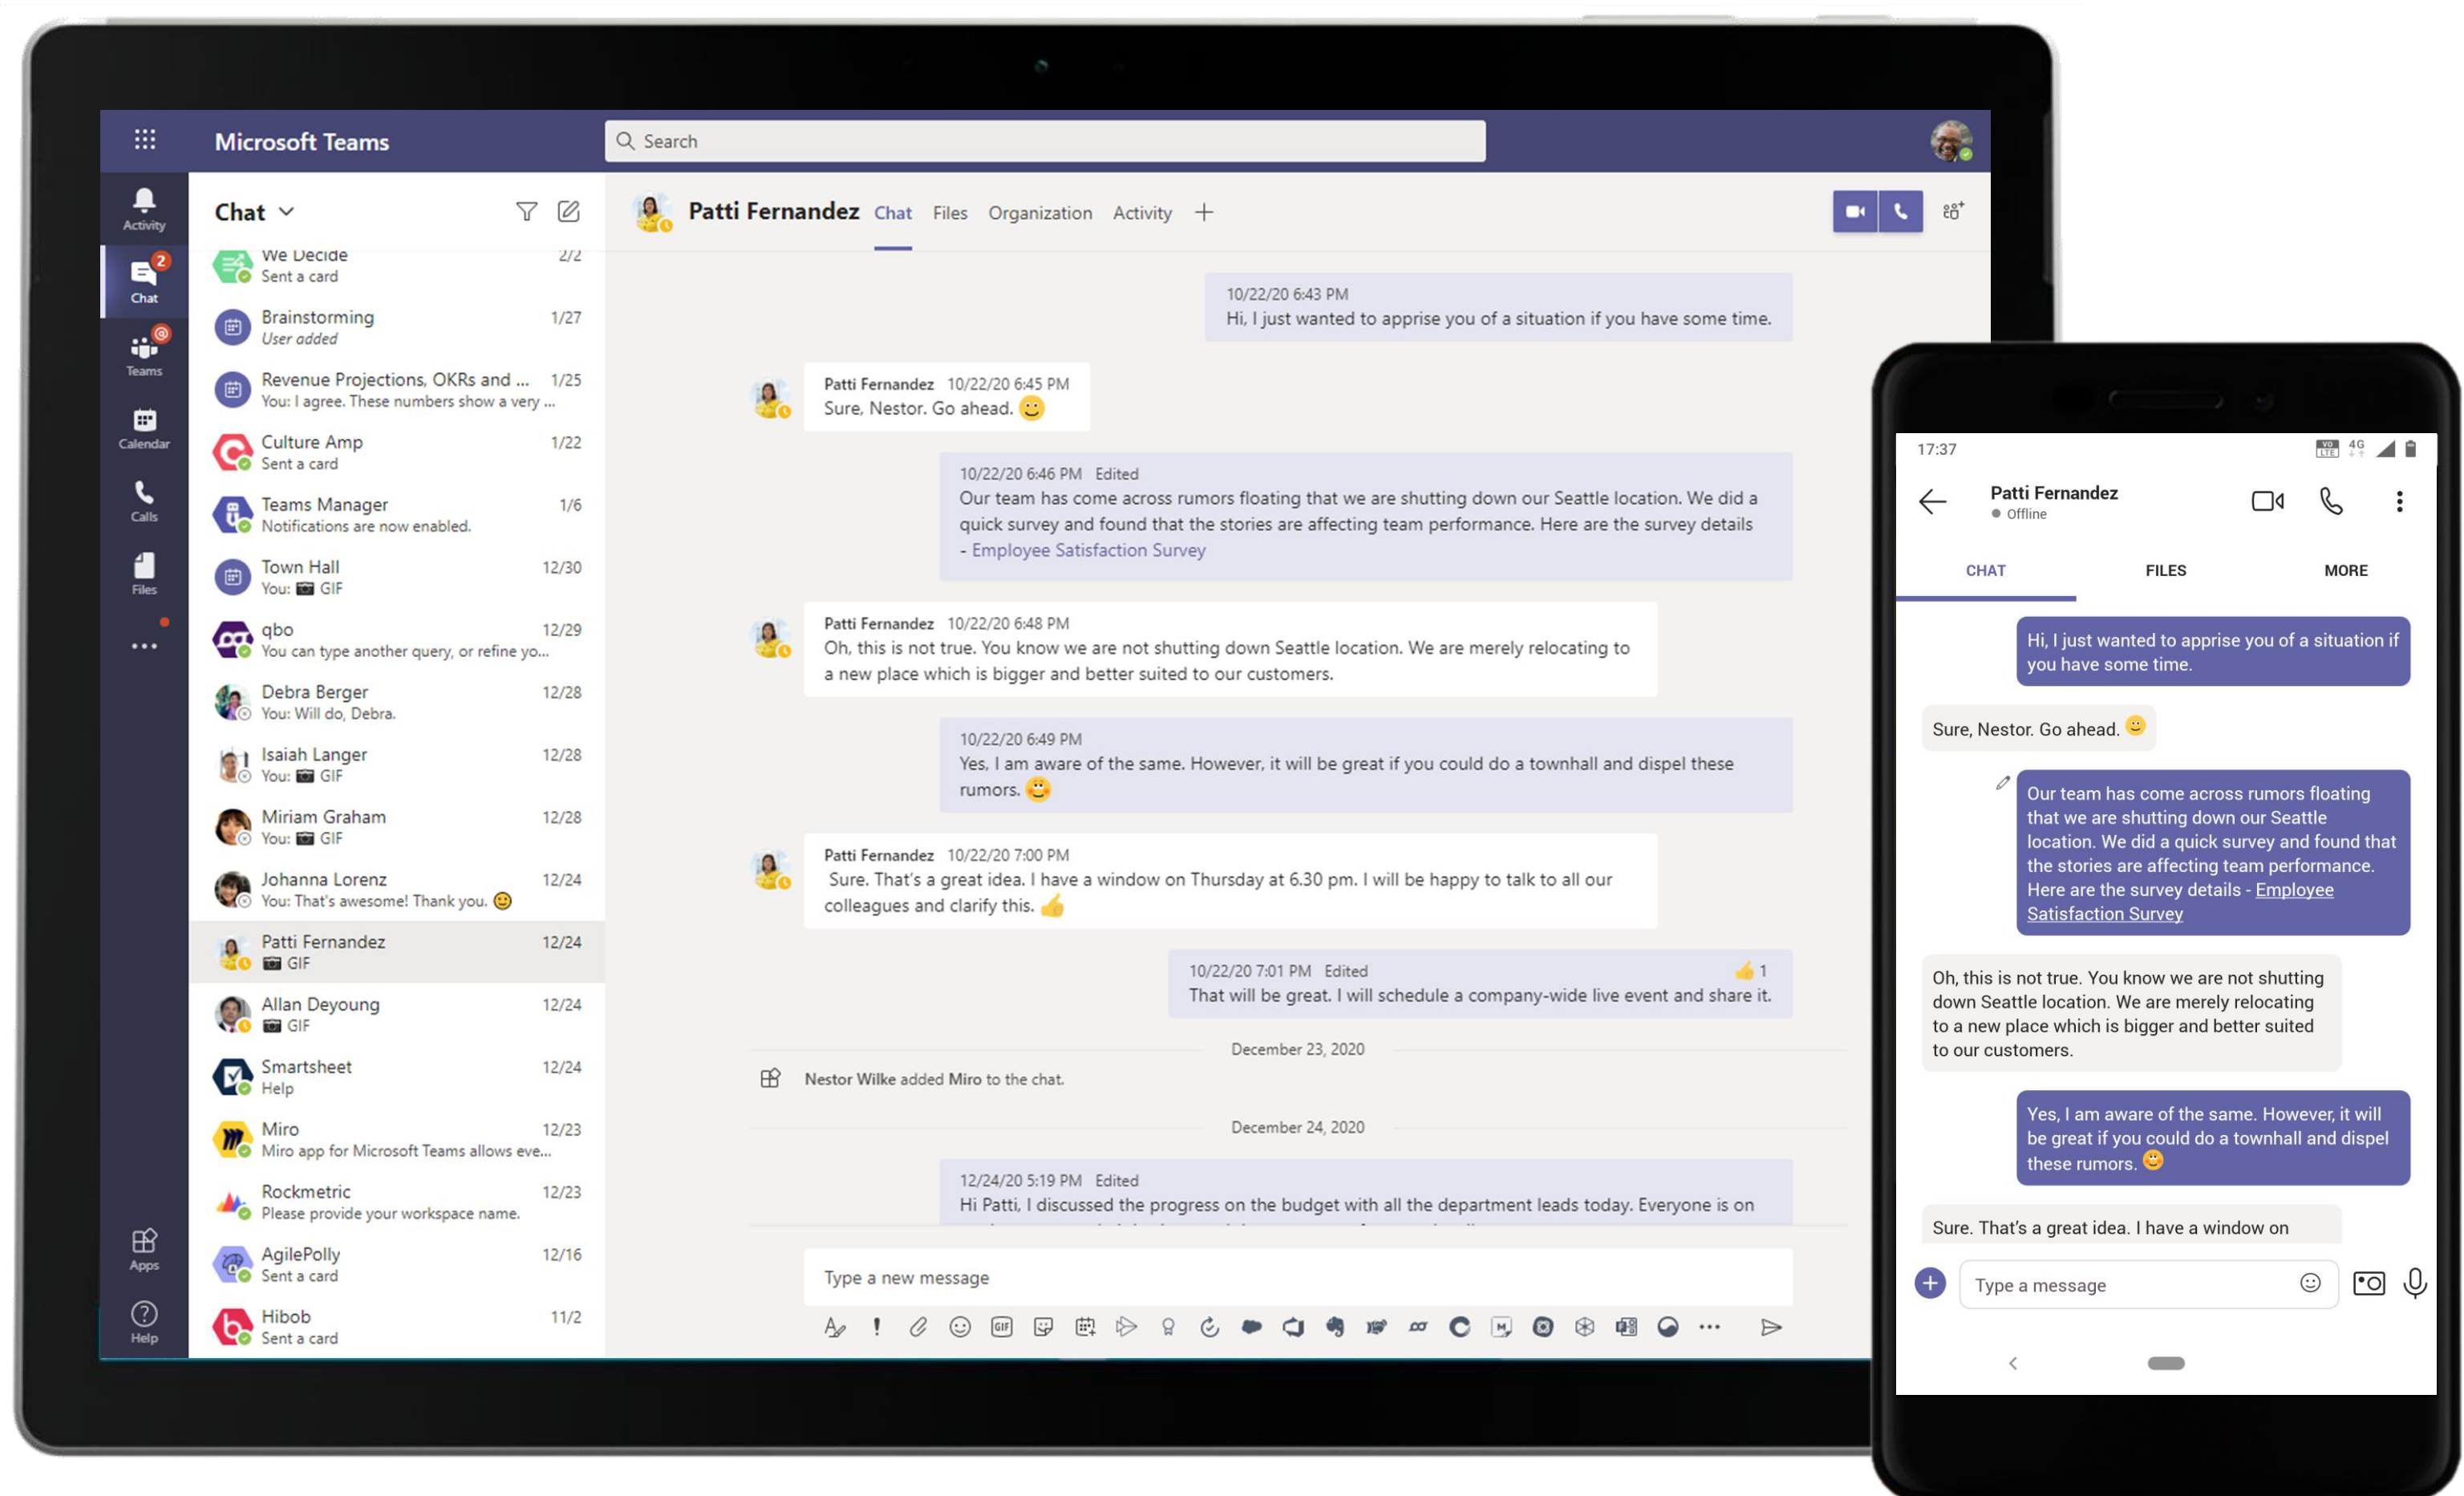 Microsoft Teams
Search
Activity
2
Chat
@
Teams
Calendar
Calls
Files
Apps
Help
Chat
We Decide 2/2
Sent a card
Brainstorming 1/27
User added
Revenue Projections, OKRs and ... 1/25
You: I agree. These numbers show a very ...
Culture Amp 1/22
Sent a card
Teams Manager 1/6
Notifications are now enabled.
Town Hall 12/30
You: GIF
qbo 12/29
You can type another query, or refine yo...
Debra Berger 12/28
You: Will do, Debra.
Isaiah Langer 12/28
You: GIF
Miriam Graham 12/28
You: GIF
Johanna Lorenz 12/24
You: That's awesome! Thank you. 🙂
Patti Fernandez 12/24
GIF
Allan Deyoung 12/24
GIF
Smartsheet 12/24
Help
Miro 12/23
Miro app for Microsoft Teams allows eve...
Rockmetric 12/23
Please provide your workspace name.
AgilePolly 12/16
Sent a card
Hibob 11/2
Sent a card
Patti Fernandez Chat Files Organization Activity
10/22/20 6:43 PM
Hi, I just wanted to apprise you of a situation if you have some time.
Patti Fernandez 10/22/20 6:45 PM
Sure, Nestor. Go ahead. 🙂
10/22/20 6:46 PM Edited
Our team has come across rumors floating that we are shutting down our Seattle location. We did a
quick survey and found that the stories are affecting team performance. Here are the survey details
- Employee Satisfaction Survey
Patti Fernandez 10/22/20 6:48 PM
Oh, this is not true. You know we are not shutting down Seattle location. We are merely relocating to
a new place which is bigger and better suited to our customers.
10/22/20 6:49 PM
Yes, I am aware of the same. However, it will be great if you could do a townhall and dispel these
rumors. 😊
Patti Fernandez 10/22/20 7:00 PM
Sure. That's a great idea. I have a window on Thursday at 6.30 pm. I will be happy to talk to all our
colleagues and clarify this. 👍
10/22/20 7:01 PM Edited 👍 1
That will be great. I will schedule a company-wide live event and share it.
December 23, 2020
Nestor Wilke added Miro to the chat.
December 24, 2020
12/24/20 5:19 PM Edited
Hi Patti, I discussed the progress on the budget with all the department leads today. Everyone is on
Type a new message
GIF
17:37
VO LTE 4G
Patti Fernandez
Offline
CHAT FILES MORE
Hi, I just wanted to apprise you of a situation if
you have some time.
Sure, Nestor. Go ahead. 🙂
Our team has come across rumors floating
that we are shutting down our Seattle
location. We did a quick survey and found that
the stories are affecting team performance.
Here are the survey details - Employee
Satisfaction Survey
Oh, this is not true. You know we are not shutting
down Seattle location. We are merely relocating
to a new place which is bigger and better suited
to our customers.
Yes, I am aware of the same. However, it will
be great if you could do a townhall and dispel
these rumors. 😊
Sure. That's a great idea. I have a window on
Type a message